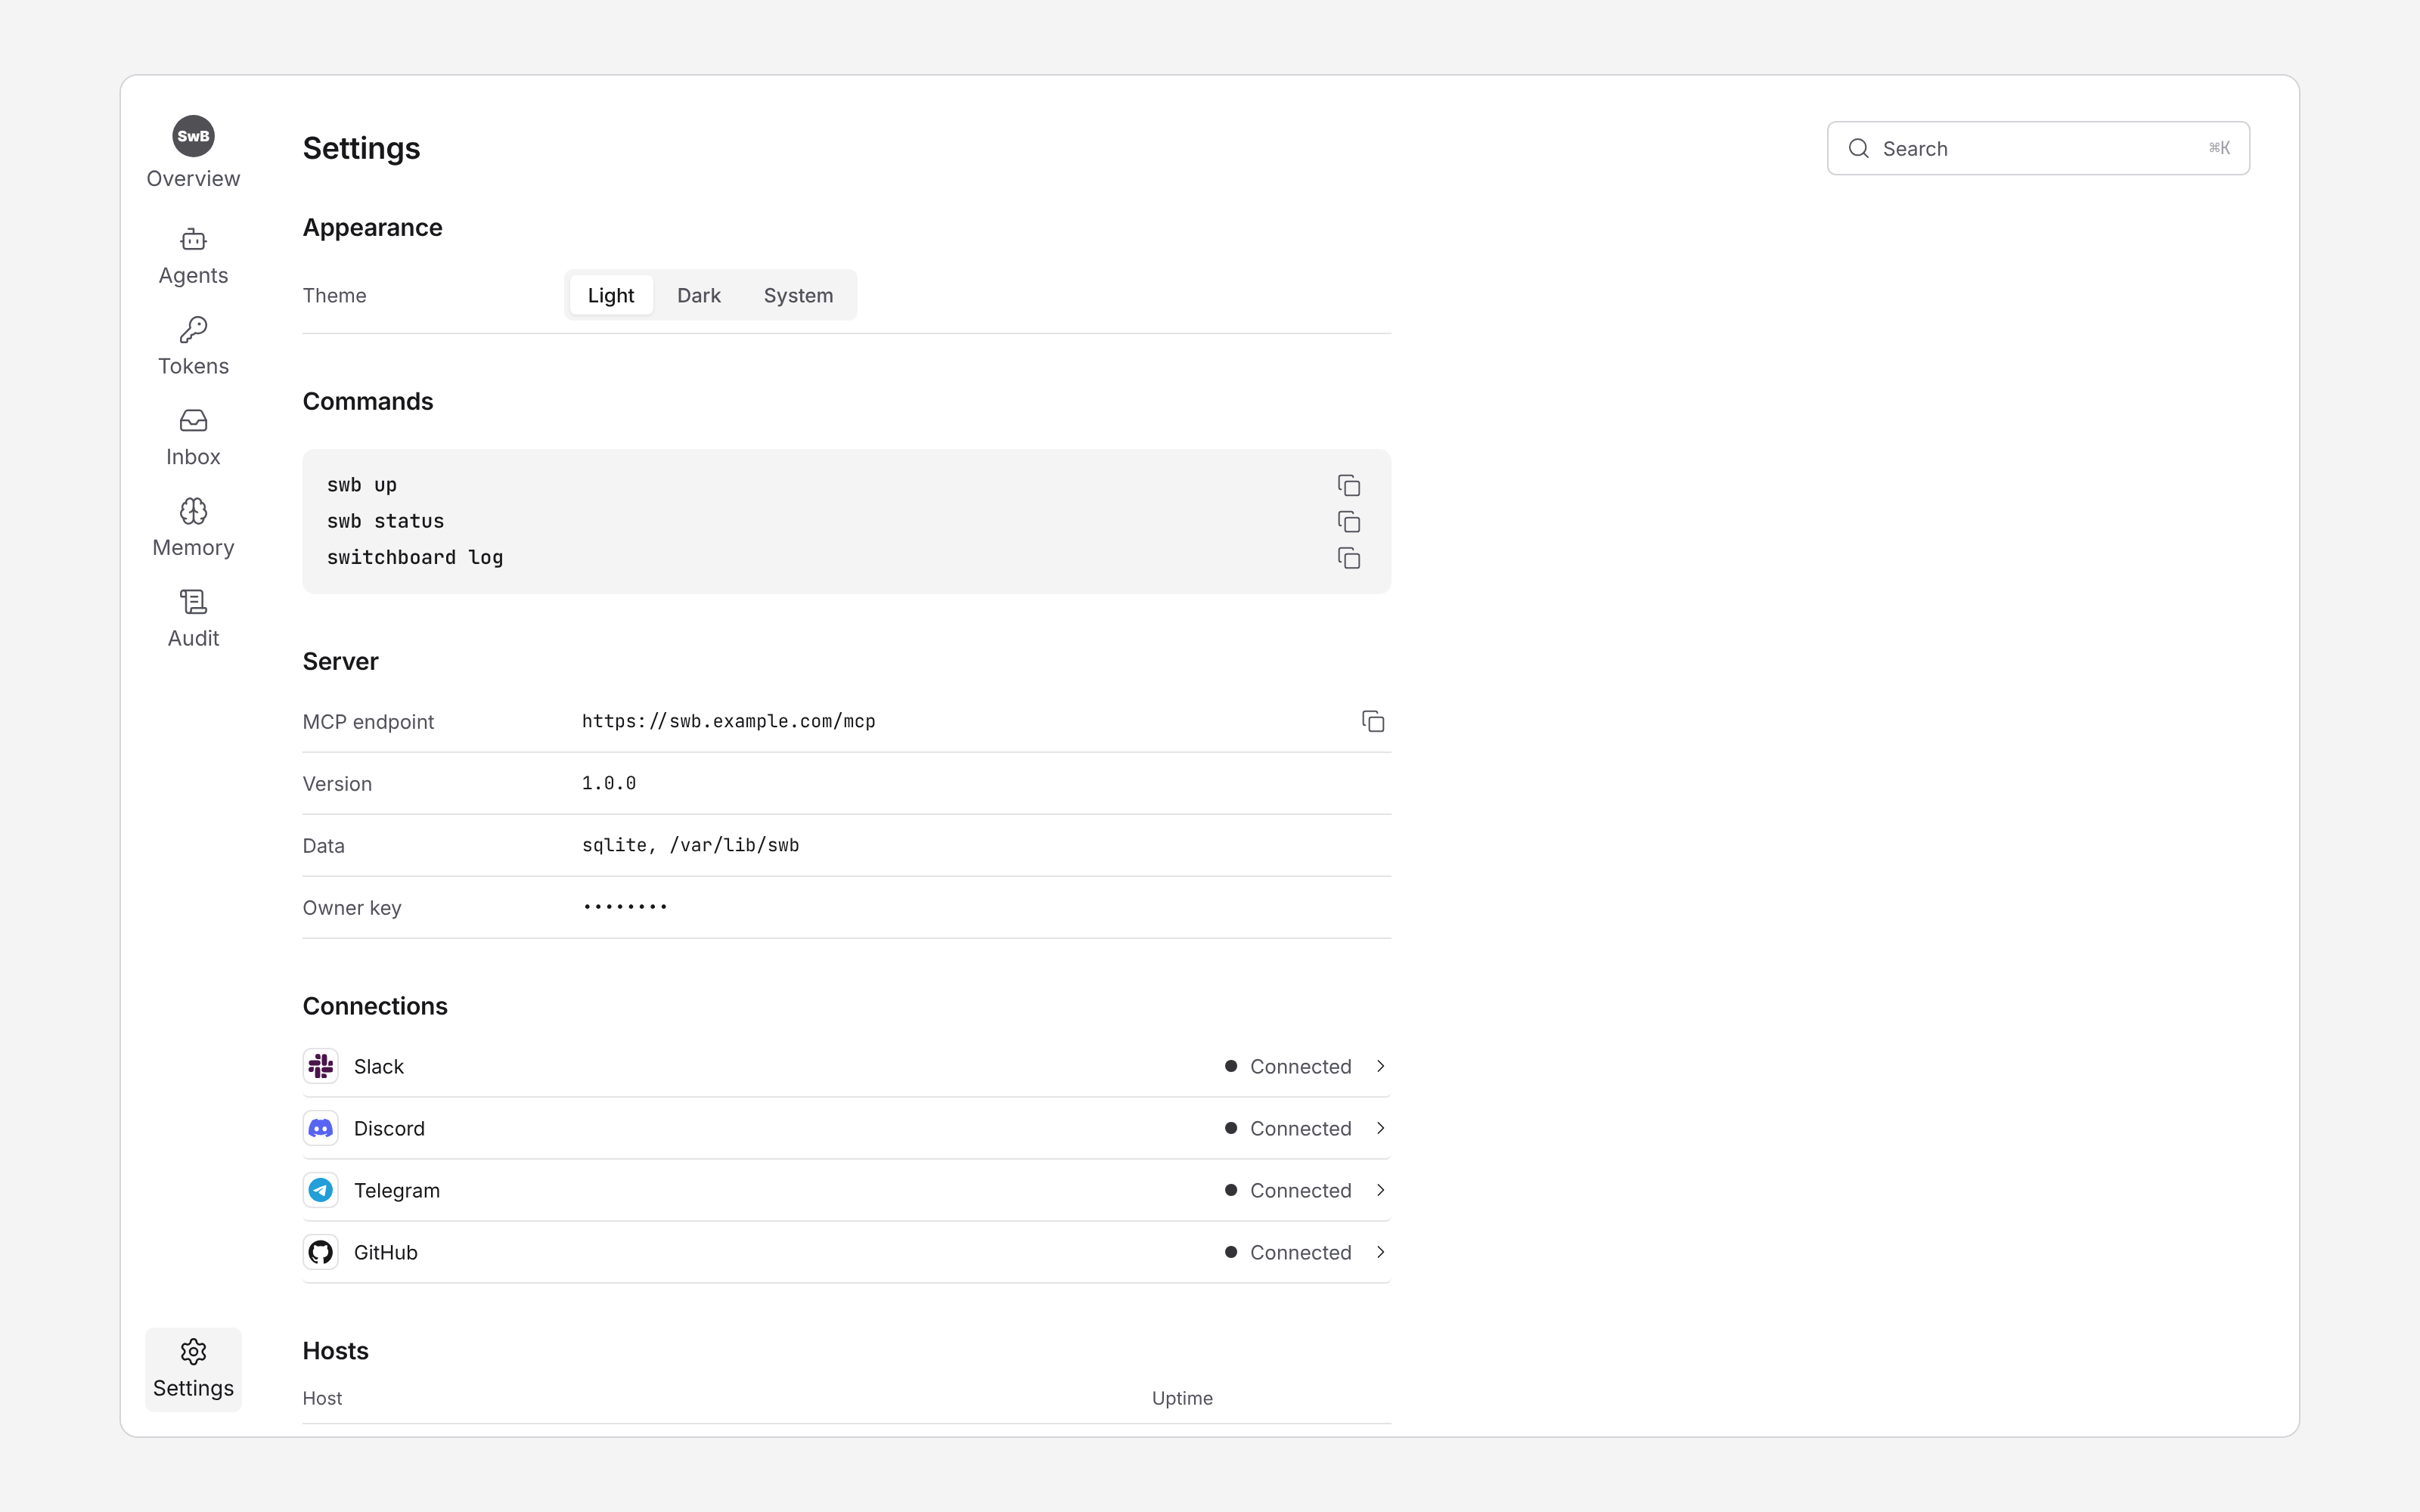 SwB
Overview
Agents
Tokens
Inbox
Memory
Audit
Settings
Settings
Search ⌘K
Appearance
Theme Light Dark System
Commands
swb up
swb status
switchboard log
Server
MCP endpoint https://swb.example.com/mcp
Version 1.0.0
Data sqlite, /var/lib/swb
Owner key ••••••••
Connections
Slack Connected
Discord Connected
Telegram Connected
GitHub Connected
Hosts
Host Uptime